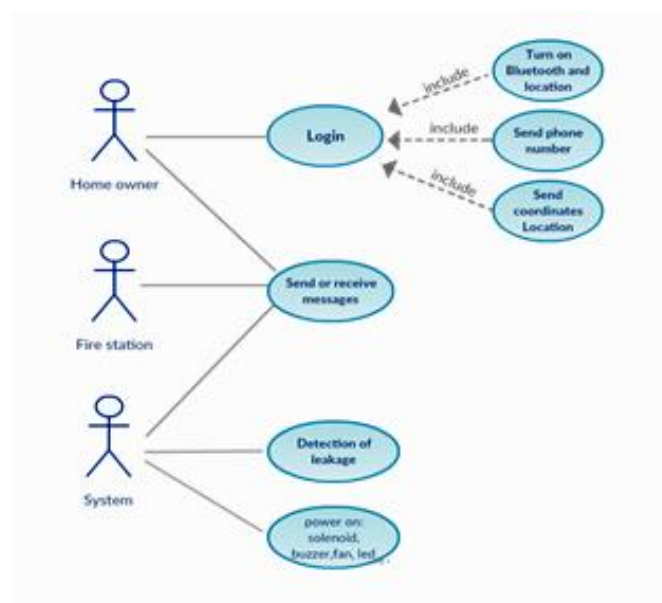 Turn on
Bluetooth and
location
include
Login
include
Send phone
number
include
Send
coordinates
Location
Home owner
Send or receive
messages
Fire station
Detection of
leakage
System
power on:
solenoid,
buzzer,fan, led